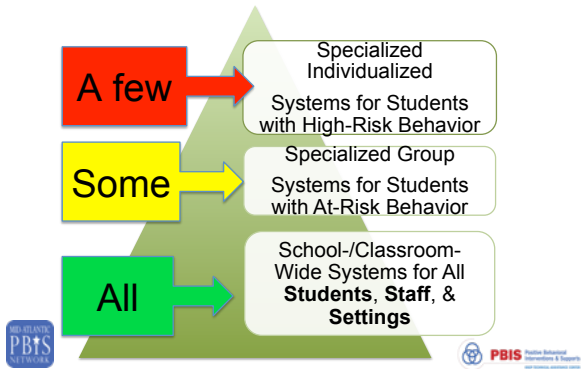 A few
Specialized
Individualized
Systems for Students
with High-Risk Behavior
Some
Specialized Group
Systems for Students
with At-Risk Behavior
All
School-/Classroom-
Wide Systems for All
Students, Staff, &
Settings
MID-ATLANTIC
PBIS
NETWORK
PBIS
Positive Behavioral
Interventions & Supports